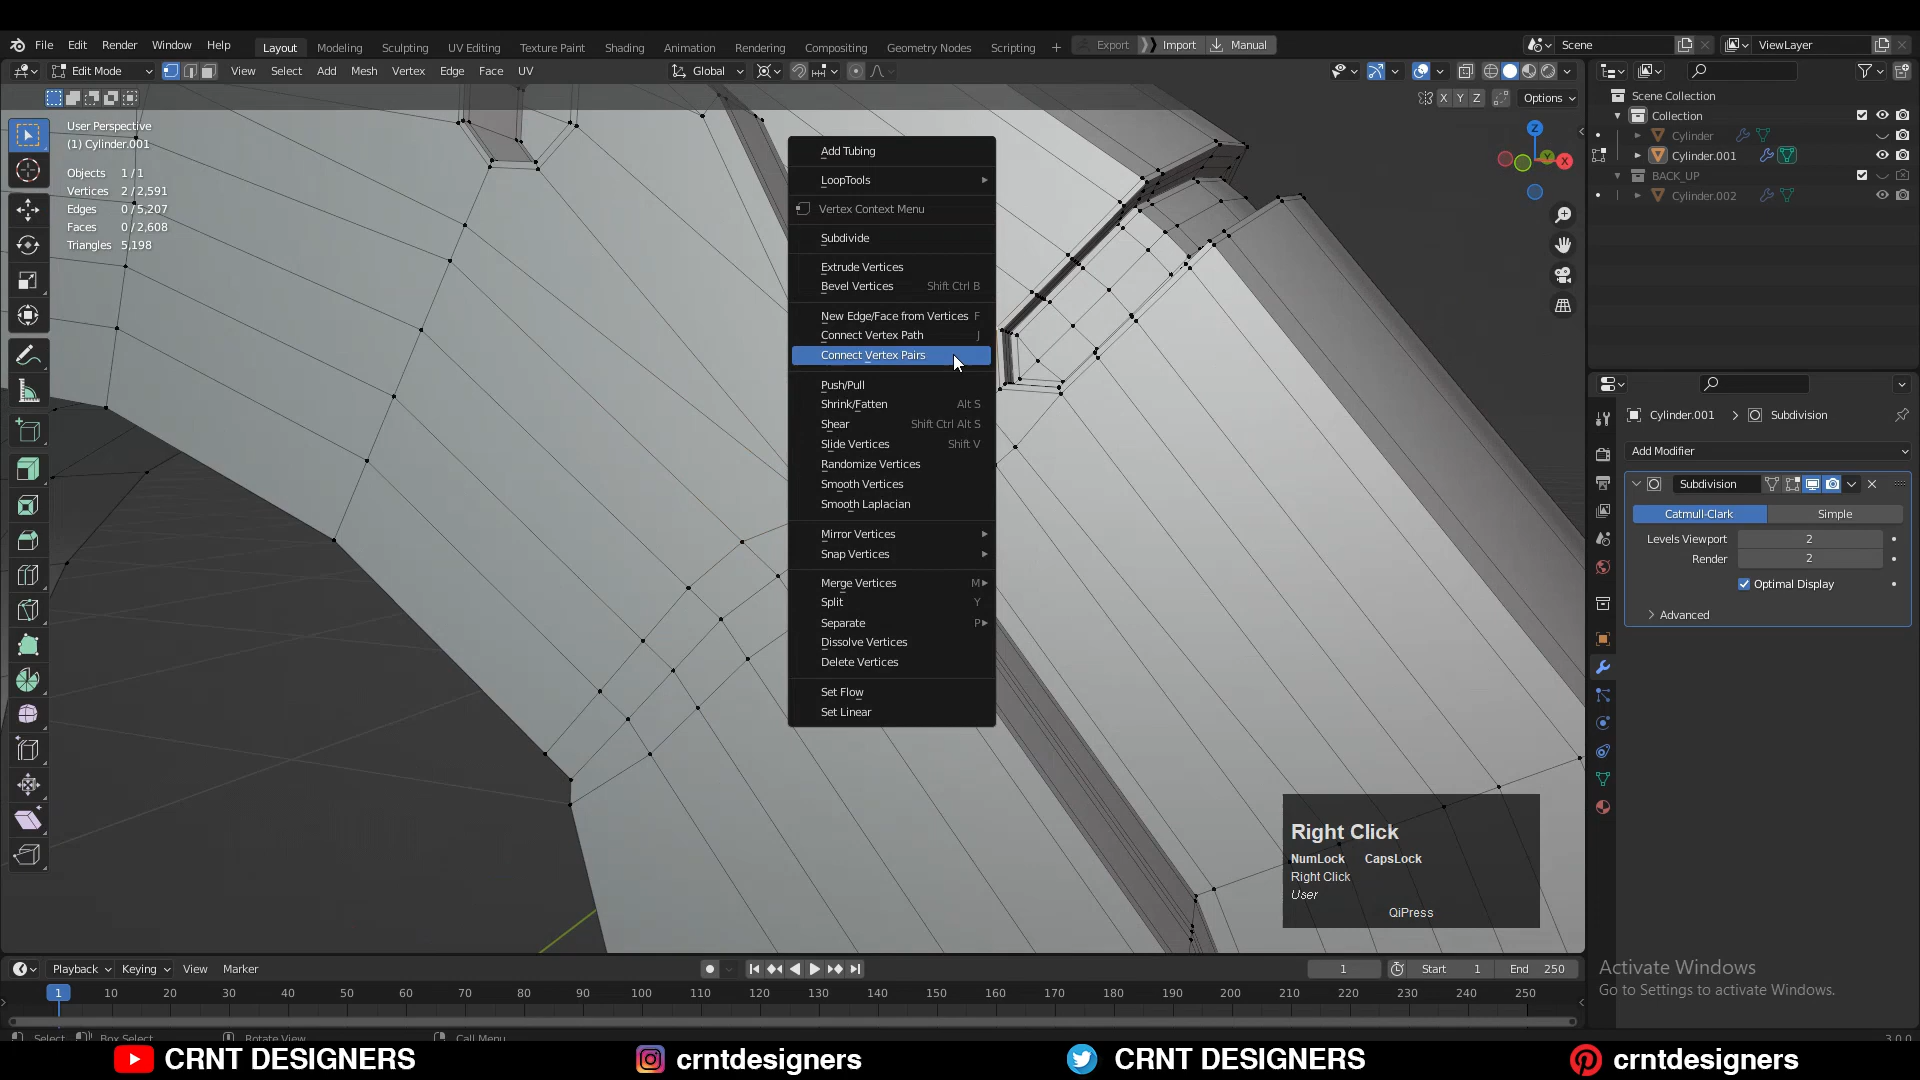 File Edit Render Window Help Layout Modeling Sculpting UV Editing Texture Paint Shading Animation Rendering Compositing Geometry Nodes Scripting + Export Import Manual Scene ViewLayer
Edit Mode View Select Add Mesh Vertex Edge Face UV Global
X Y Z Options
User Perspective
(1) Cylinder.001
Objects 1/1
Vertices 2/2,591
Edges 0/5,207
Faces 0/2,608
Triangles 5,198
Add Tubing
LoopTools
Vertex Context Menu
Subdivide
Extrude Vertices
Bevel Vertices Shift Ctrl B
New Edge/Face from Vertices F
Connect Vertex Path J
Connect Vertex Pairs
Push/Pull
Shrink/Fatten Alt S
Shear Shift Ctrl Alt S
Slide Vertices Shift V
Randomize Vertices
Smooth Vertices
Smooth Laplacian
Mirror Vertices
Snap Vertices
Merge Vertices M
Split Y
Separate P
Dissolve Vertices
Delete Vertices
Set Flow
Set Linear
Z
X
Y
Scene Collection
Collection
Cylinder
Cylinder.001
BACK_UP
Cylinder.002
Cylinder.001 > Subdivision
Add Modifier
Subdivision
Catmull-Clark Simple
Levels Viewport 2
Render 2
Optimal Display
Advanced
Right Click
NumLock CapsLock
Right Click
User
QiPress
Activate Windows
Go to Settings to activate Windows.
Playback Keying View Marker 1 Start 1 End 250
1 10 20 30 40 50 60 70 80 90 100 110 120 130 140 150 160 170 180 190 200 210 220 230 240 250
Select Box Select Rotate View Call Menu 3.0.0
CRNT DESIGNERS crntdesigners CRNT DESIGNERS crntdesigners